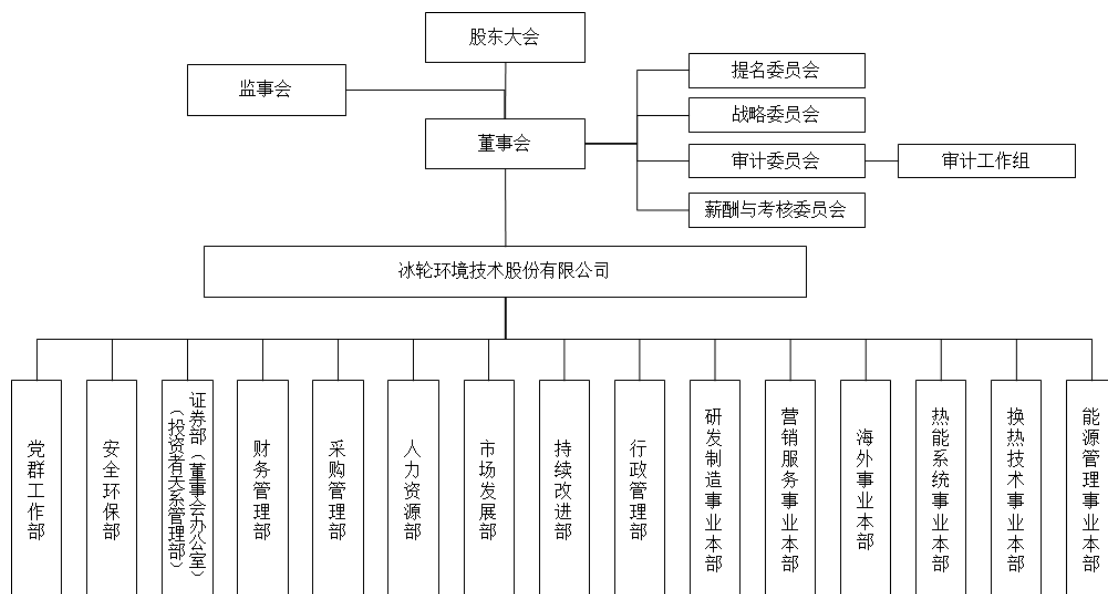 股东大会
监事会
提名委员会
战略委员会
董事会
审计委员会
审计工作组
薪酬与考核委员会
冰轮环境技术股份有限公司
党群工作部
安全环保部
证券部（董事会办公室）
（投资者关系管理部）
财务管理部
采购管理部
人力资源部
市场发展部
持续改进部
行政管理部
研发制造事业本部
营销服务事业本部
海外事业本部
热能系统事业本部
换热技术事业本部
能源管理事业本部